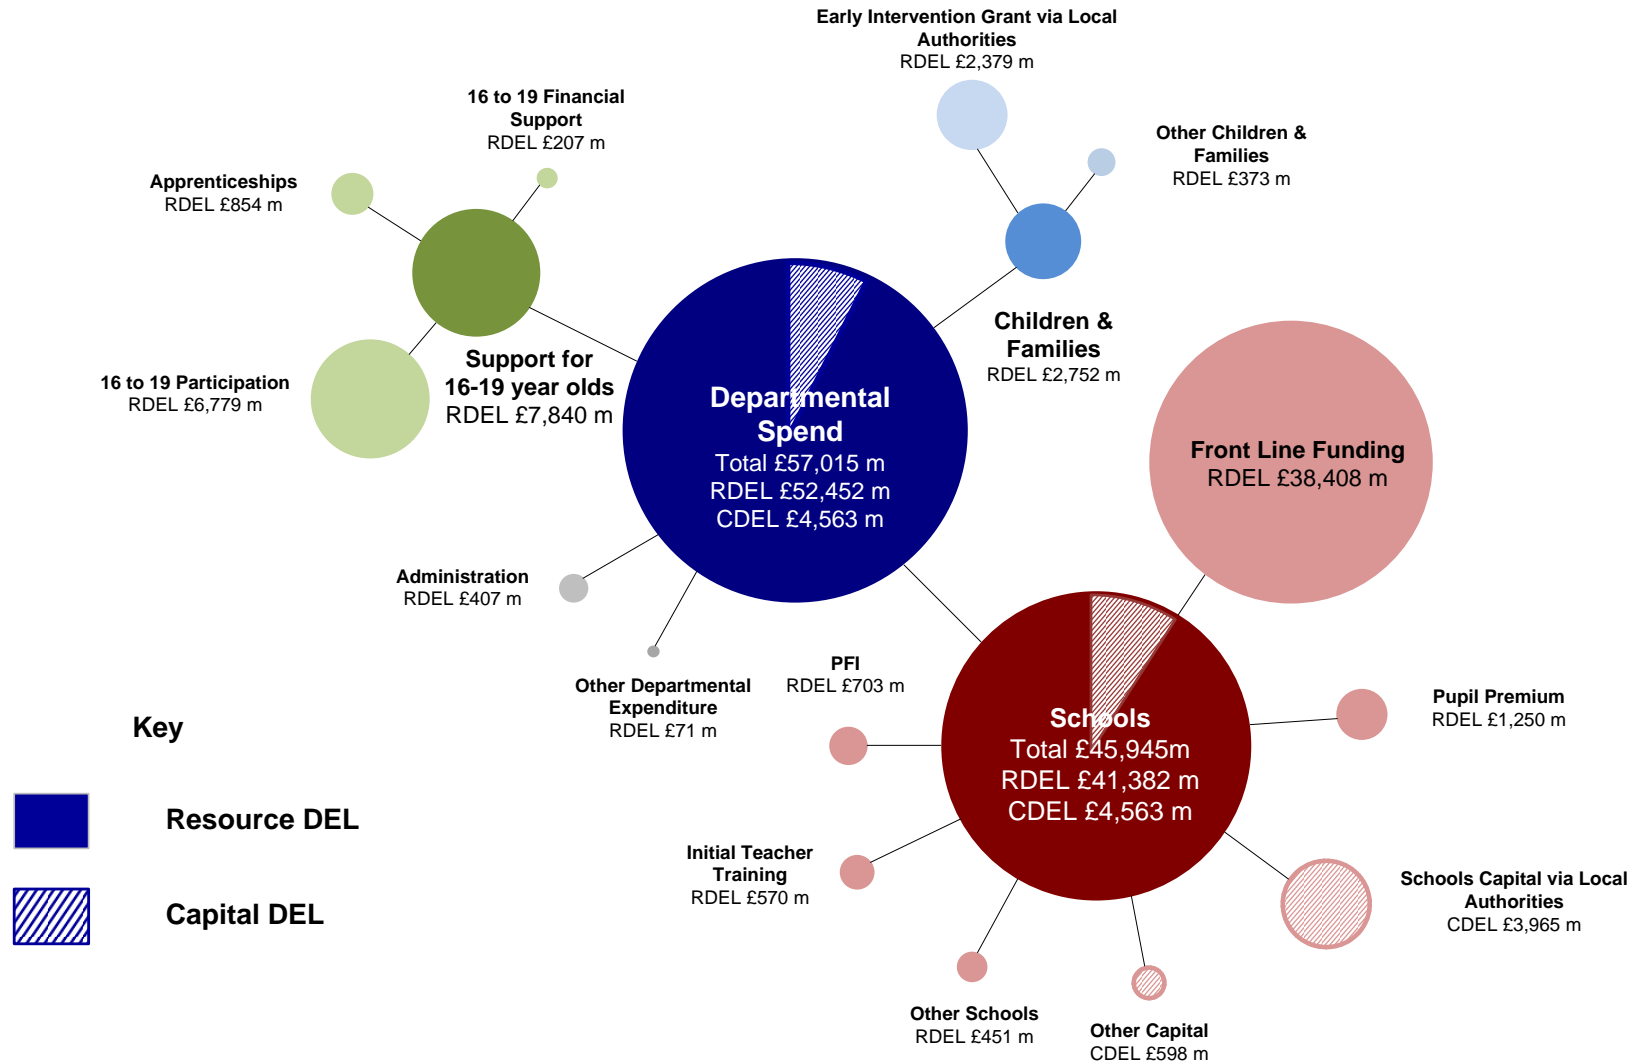 Early Intervention Grant via Local
Authorities
RDEL £2,379 m
16 to 19 Financial
Support
RDEL £207 m
Other Children &
Families
RDEL £373 m
Apprenticeships
RDEL £854 m
Children &
Families
RDEL £2,752 m
16 to 19 Participation
RDEL £6,779 m
Support for
16-19 year olds
RDEL £7,840 m
Departmental
Spend
Total £57,015 m
RDEL £52,452 m
CDEL £4,563 m
Front Line Funding
RDEL £38,408 m
Administration
RDEL £407 m
Other Departmental
Expenditure
RDEL £71 m
PFI
RDEL £703 m
Pupil Premium
RDEL £1,250 m
Schools
Total £45,945m
RDEL £41,382 m
CDEL £4,563 m
Key
Resource DEL
Capital DEL
Initial Teacher
Training
RDEL £570 m
Schools Capital via Local
Authorities
CDEL £3,965 m
Other Schools
RDEL £451 m
Other Capital
CDEL £598 m